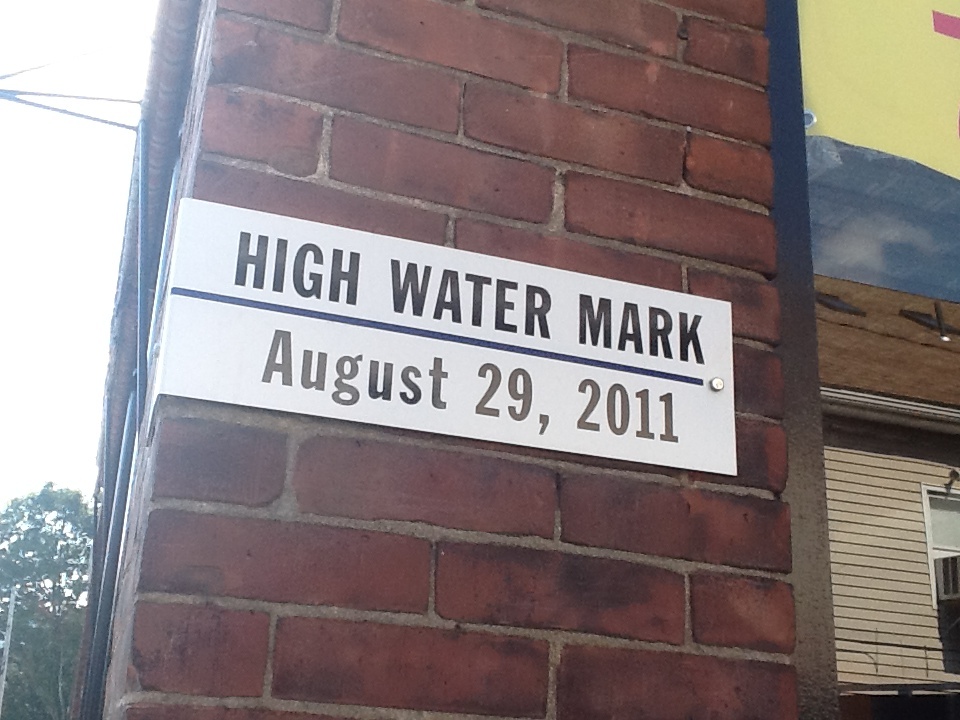 HIGH WATER MARK
August 29, 2011